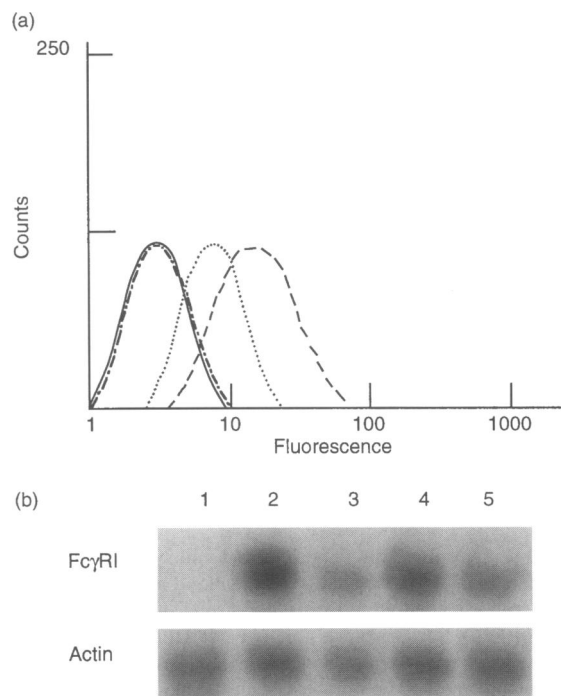 (a)
250
Counts
1 10 100 1000
Fluorescence
(b) 1 2 3 4 5
FcγRI
Actin